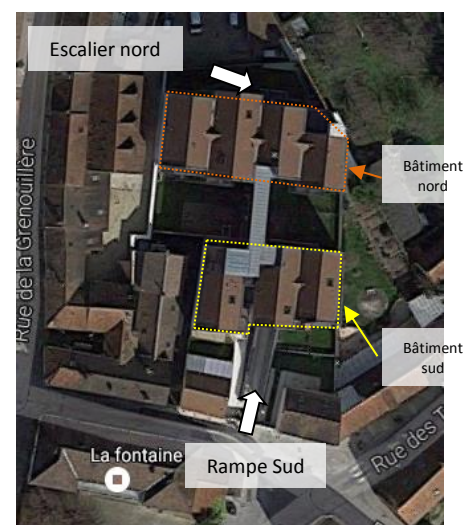 Escalier nord
Rue de la Grenouillère
Bâtiment
nord
Bâtiment
sud
La fontaine
Rampe Sud
Rue des T